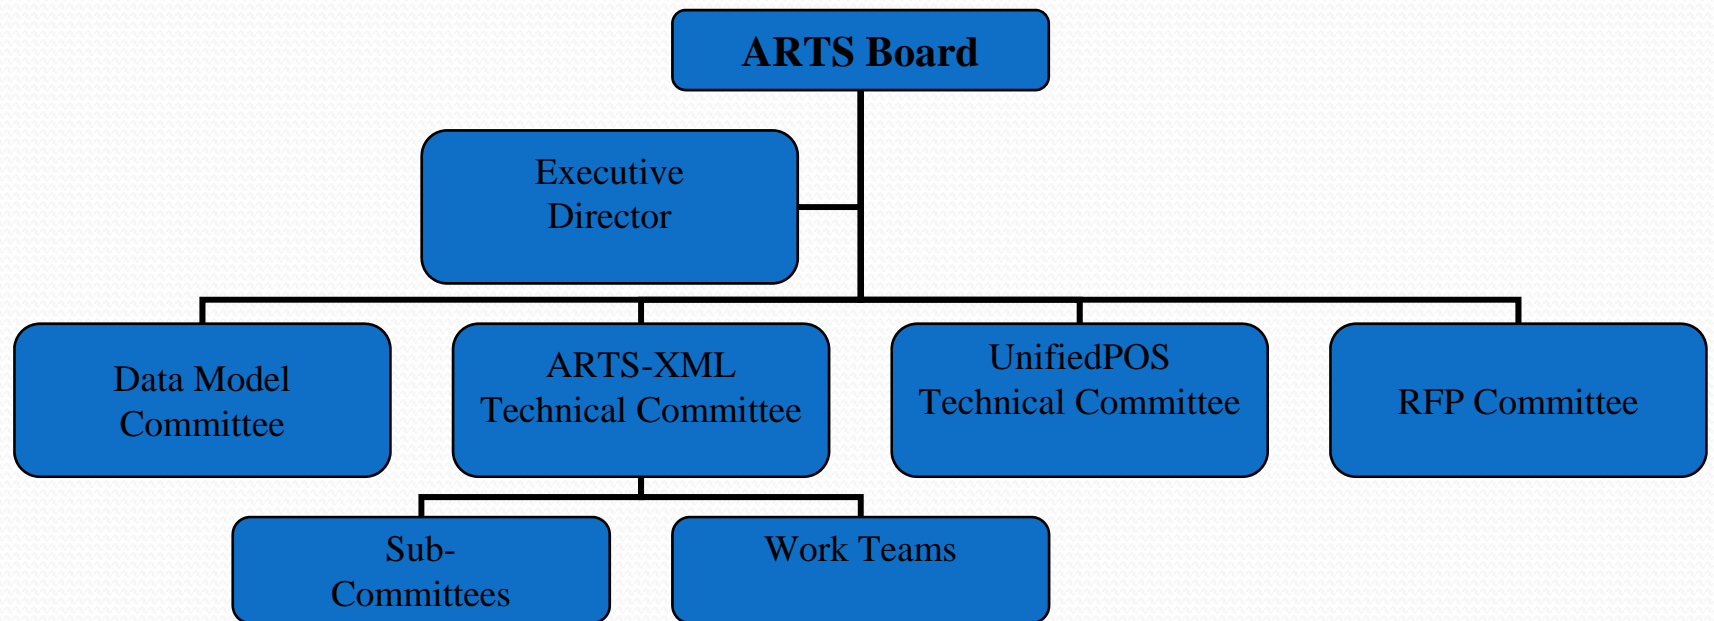 ARTS Board
Executive
Director
Data Model
Committee
ARTS-XML
Technical Committee
UnifiedPOS
Technical Committee
RFP Committee
Sub-
Committees
Work Teams